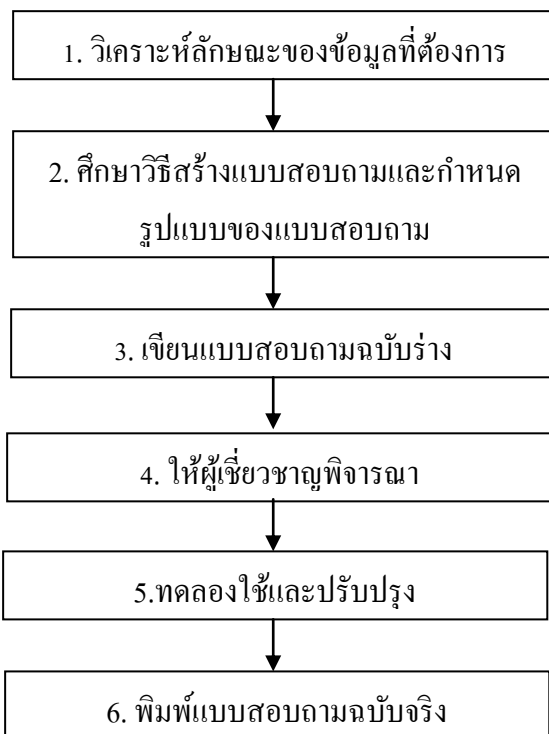 1. วิเคราะห์ลักษณะของข้อมูลที่ต้องการ
2. ศึกษาวิธีสร้างแบบสอบถามและกำหนด
รูปแบบของแบบสอบถาม
3. เขียนแบบสอบถามฉบับร่าง
4. ให้ผู้เชี่ยวชาญพิจารณา
5.ทดลองใช้และปรับปรุง
6. พิมพ์แบบสอบถามฉบับจริง